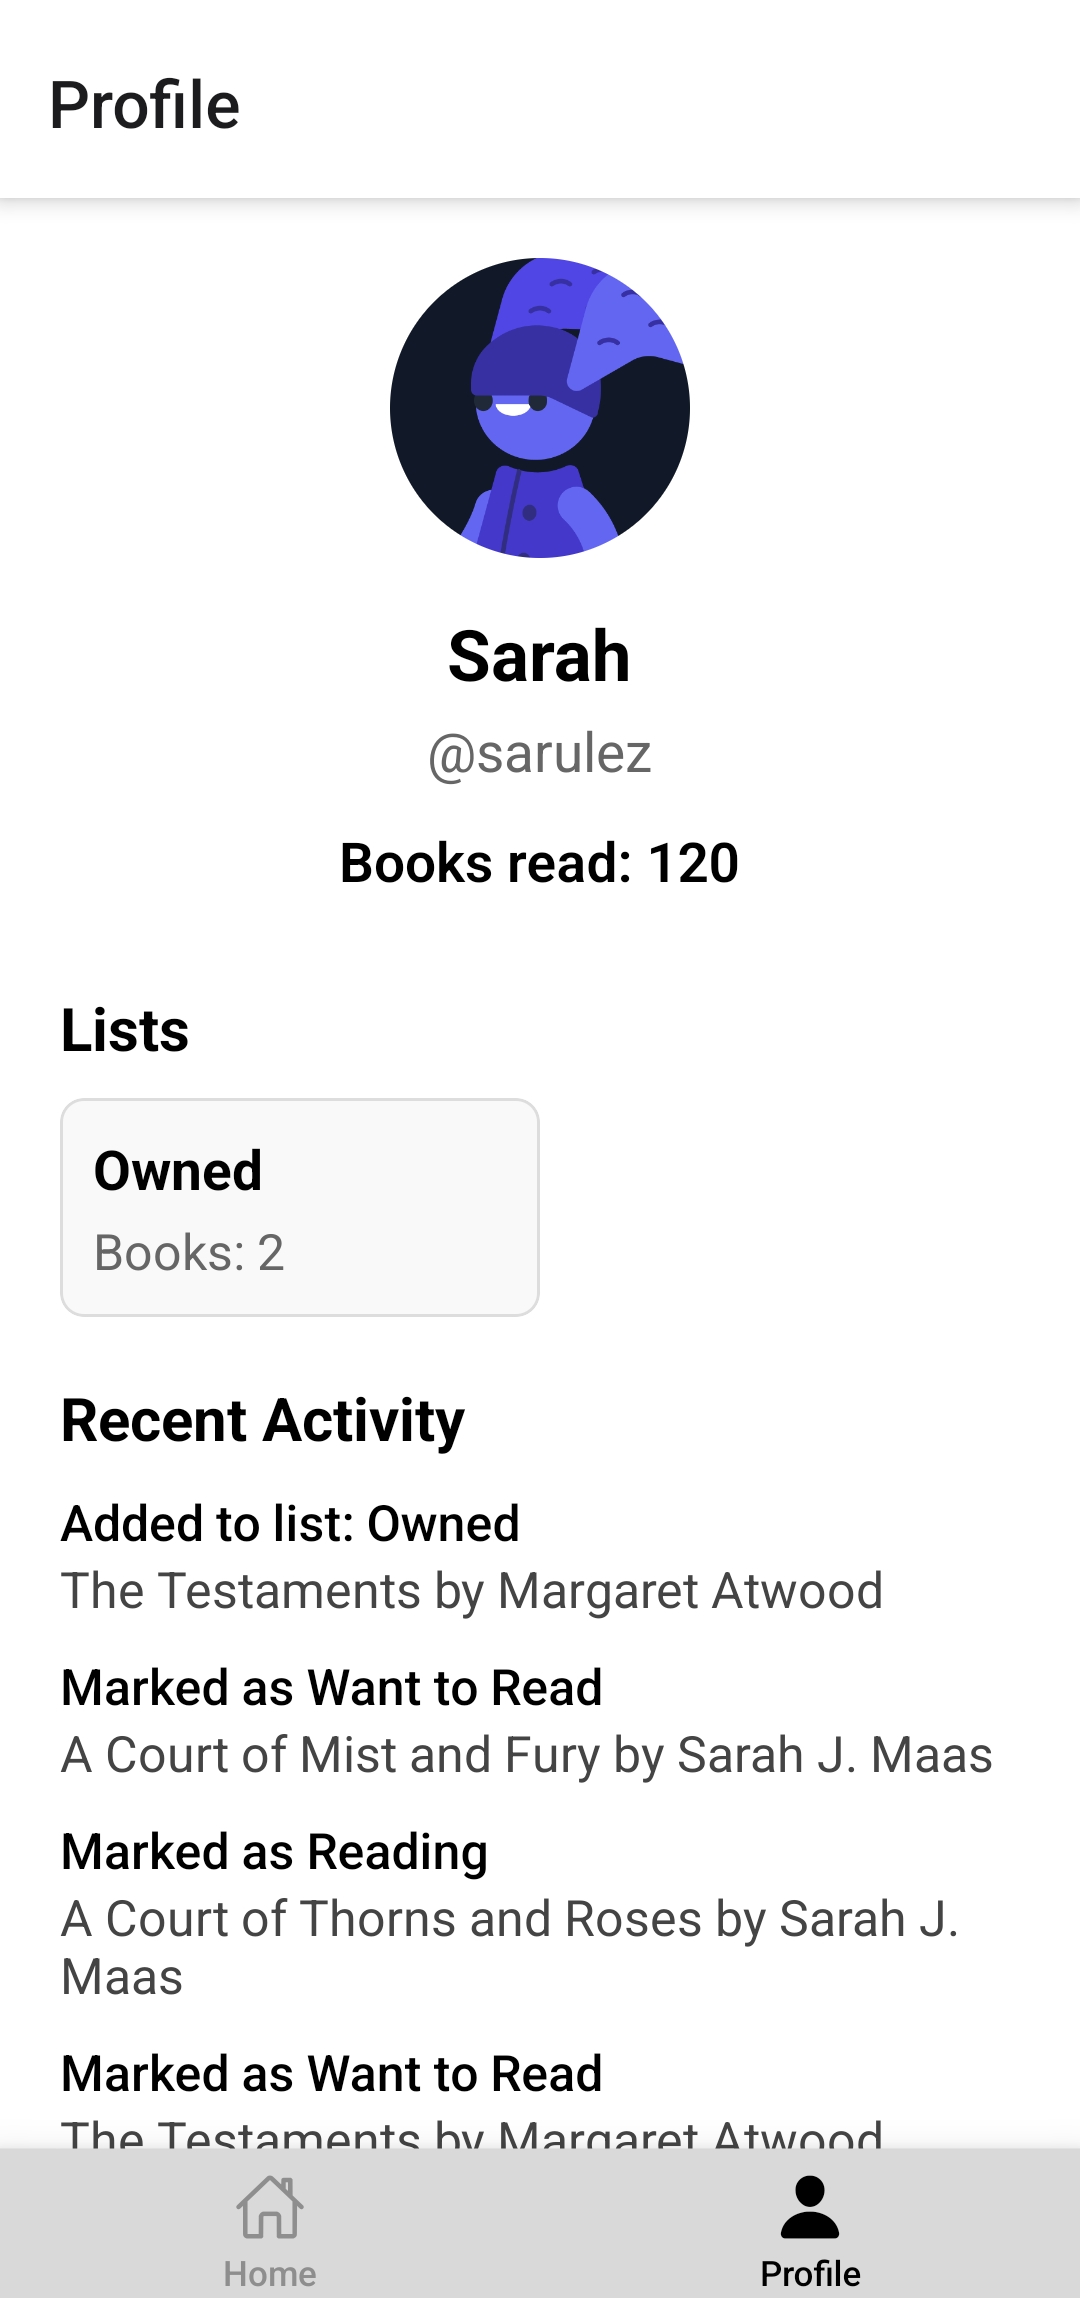 Profile
Sarah
@sarulez
Books read: 120
Lists
Owned
Books: 2
Recent Activity
Added to list: Owned
The Testaments by Margaret Atwood
Marked as Want to Read
A Court of Mist and Fury by Sarah J. Maas
Marked as Reading
A Court of Thorns and Roses by Sarah J.
Maas
Marked as Want to Read
The Testaments by Margaret Atwood
Home
Profile